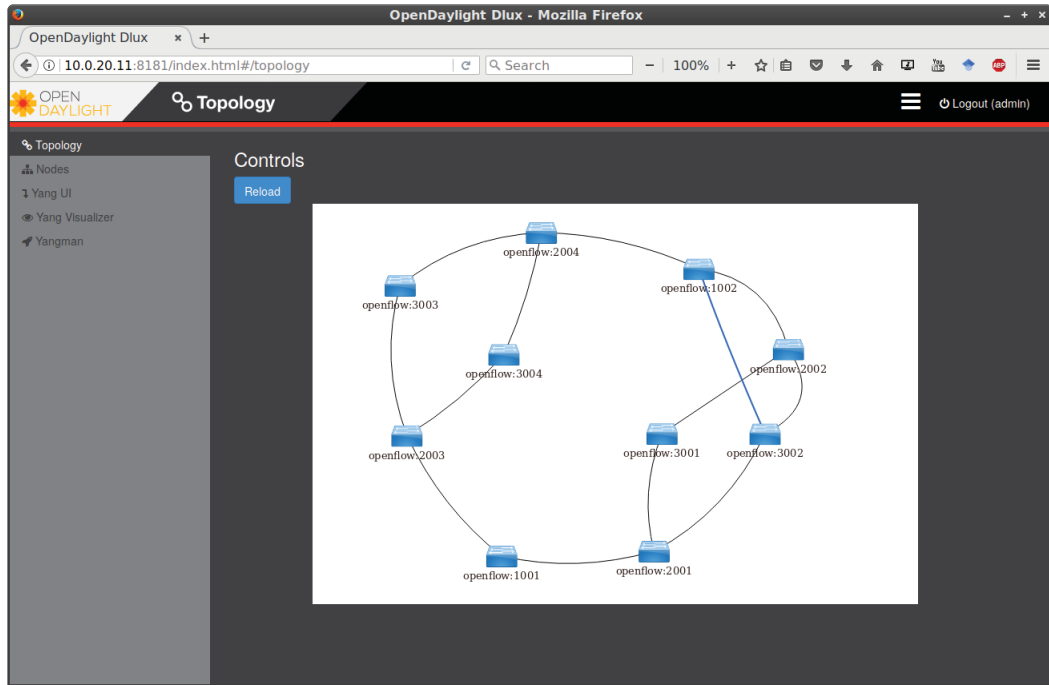 OpenDaylight Dlux - Mozilla Firefox
OpenDaylight Dlux × +
10.0.20.11:8181/index.html#/topology
Search
100%
You
ABP
OPEN
DAYLIGHT
Topology
Logout (admin)
Topology
Nodes
Yang UI
Yang Visualizer
Yangman
Controls
Reload
openflow:2004
openflow:1002
openflow:3003
openflow:2002
openflow:3004
openflow:2003
openflow:3001
openflow:3002
openflow:1001
openflow:2001